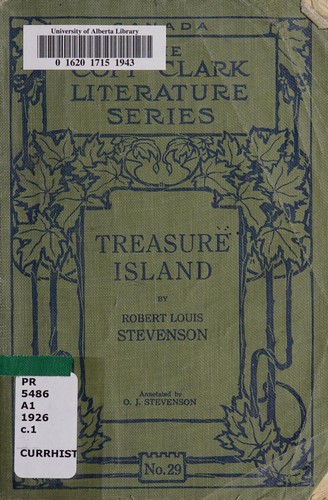 CANADA
University of Alberta Library
0 1620 1715 1943
THE
COPP CLARK
LITERATURE
SERIES
TREASURE
ISLAND
BY
ROBERT LOUIS
STEVENSON
Annotated by
O. J. STEVENSON
PR
5486
A1
1926
c.1
CURRHIST
No. 29